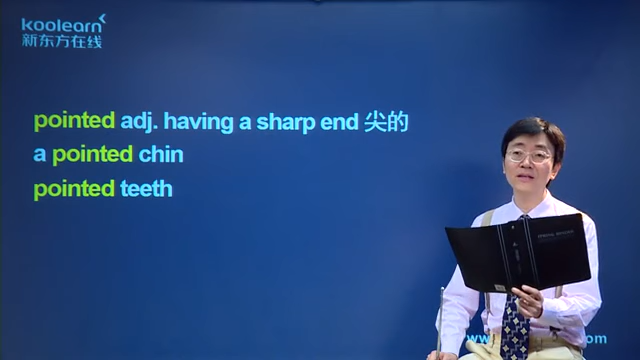 koolearn
新东方在线
pointed adj. having a sharp end 尖的
a pointed chin
pointed teeth